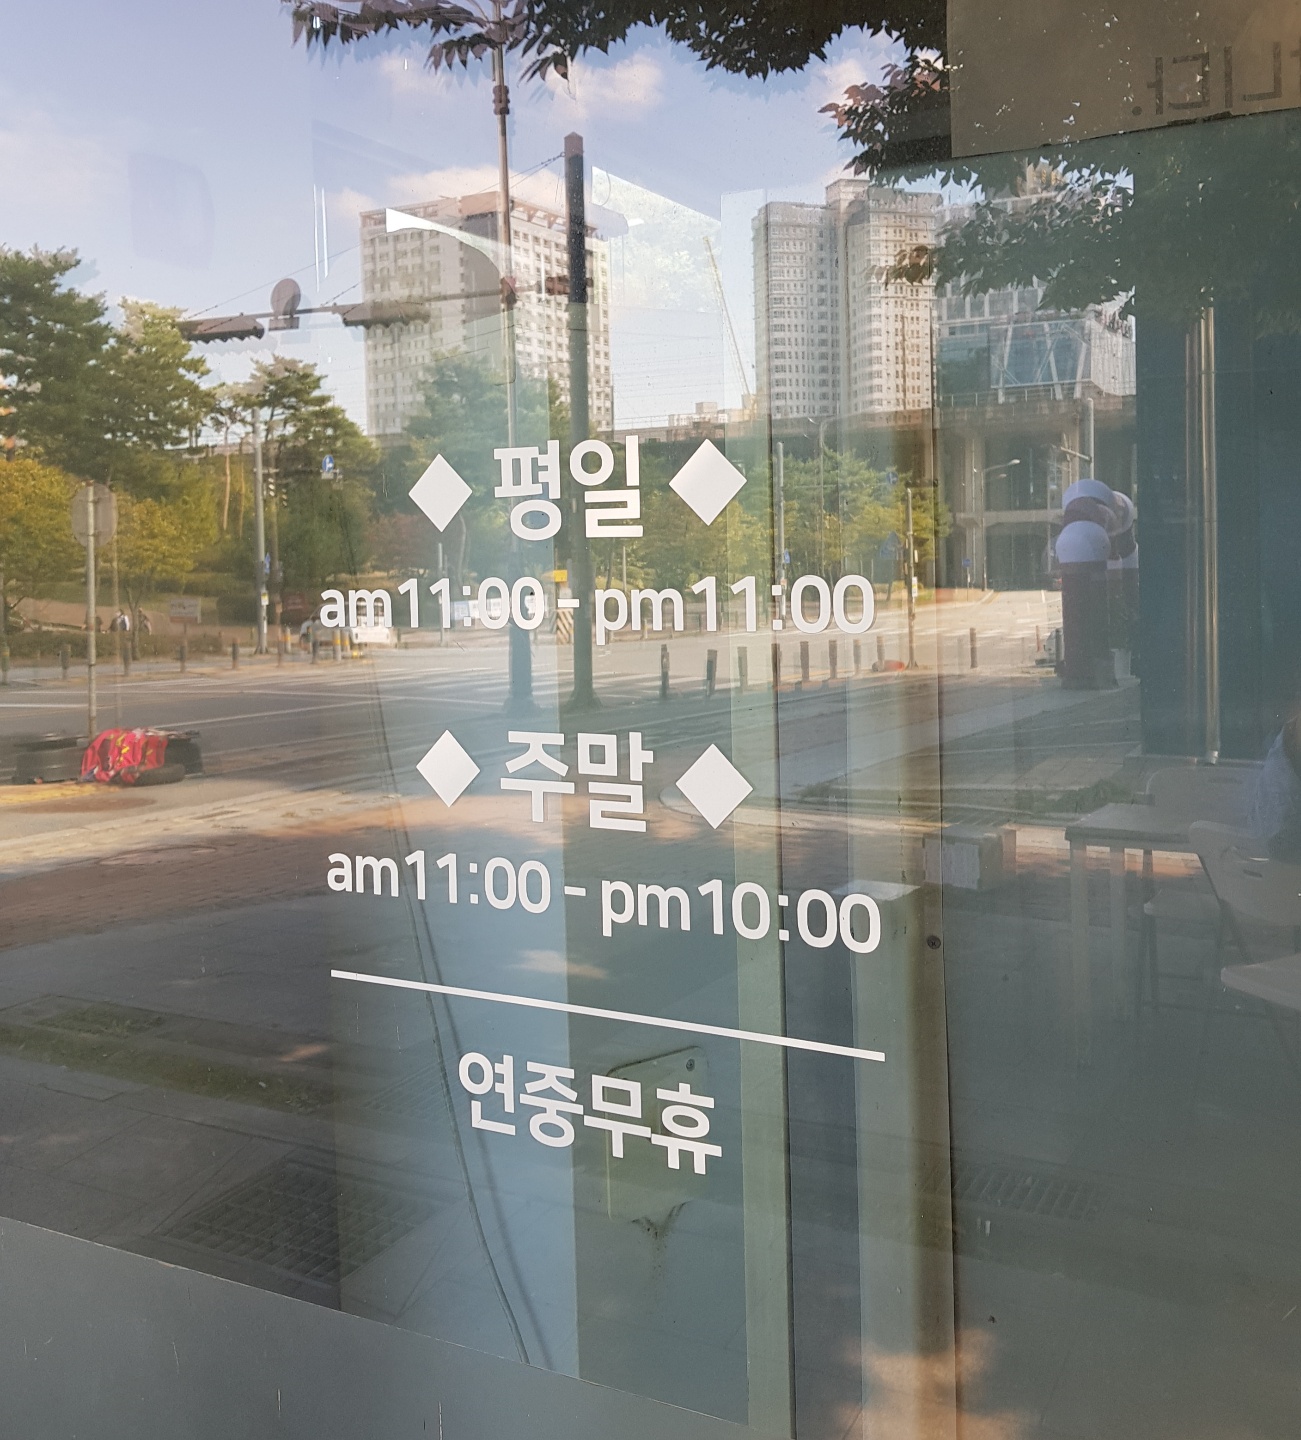 ◆ 평일 ◆
am11:00 - pm11:00
◆ 주말 ◆
am11:00 - pm10:00
연중무휴